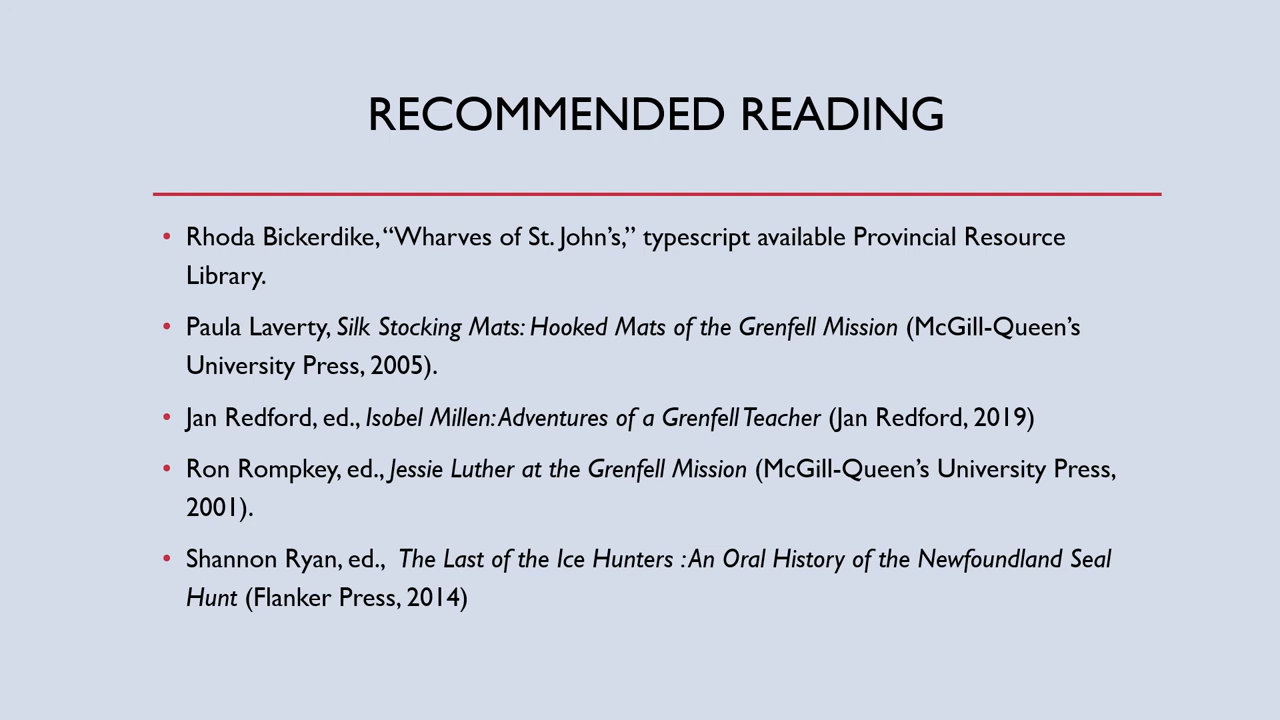 RECOMMENDED READING
• Rhoda Bickerdike, “Wharves of St. John’s,” typescript available Provincial Resource
Library.
• Paula Laverty, Silk Stocking Mats: Hooked Mats of the Grenfell Mission (McGill-Queen’s
University Press, 2005).
• Jan Redford, ed., Isobel Millen: Adventures of a Grenfell Teacher (Jan Redford, 2019)
• Ron Rompkey, ed., Jessie Luther at the Grenfell Mission (McGill-Queen’s University Press,
2001).
• Shannon Ryan, ed., The Last of the Ice Hunters : An Oral History of the Newfoundland Seal
Hunt (Flanker Press, 2014)